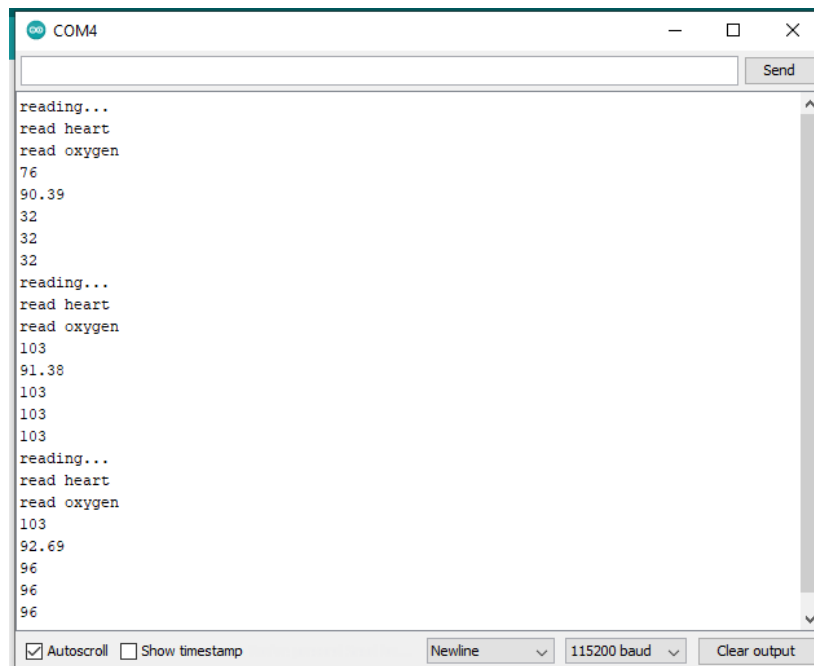 COM4
Send
reading...
read heart
read oxygen
76
90.39
32
32
32
reading...
read heart
read oxygen
103
91.38
103
103
103
reading...
read heart
read oxygen
103
92.69
96
96
96
Autoscroll Show timestamp Newline 115200 baud Clear output